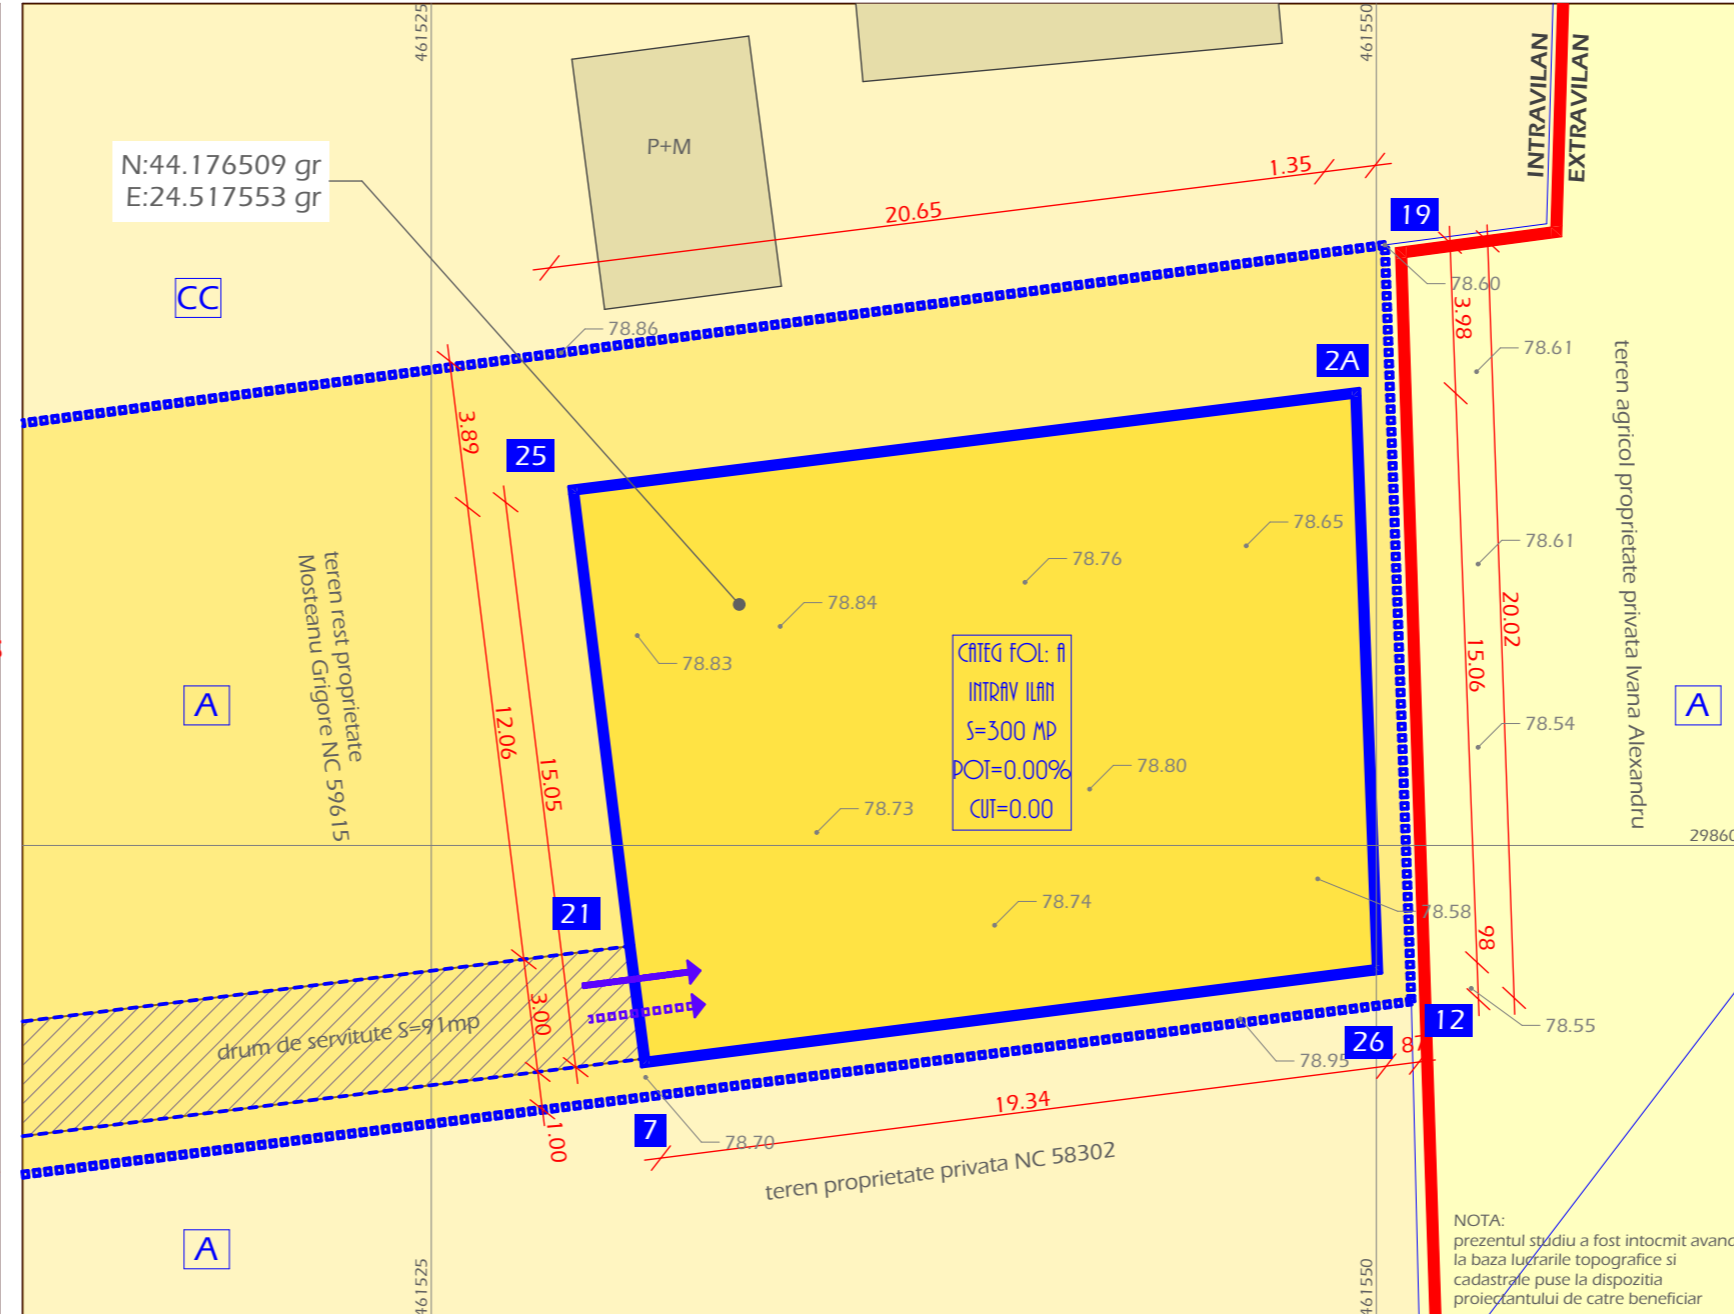 461525
461550
INTRAVILAN
EXTRAVILAN
P+M
N:44.176509 gr
E:24.517553 gr
1.35
20.65
19
78.60
CC
78.86
3.98
2A
78.61
3.89
25
teren agricol proprietate privata Ivana Alexandru
78.65
78.61
78.76
78.84
20.02
teren rest proprietate
Mosteanu Grigore NC 59615
78.83
15.06
CATEG FOL: A
INTRAV ILAN
S=300 MP
POT=0.00%
CUT=0.00
A
A
12.06
78.54
15.05
78.80
78.73
29860
21
78.74
78.58
98
3.00
drum de servitute S=91mp
12
78.55
26
87
78.95
19.34
7
78.70
1.00
teren proprietate privata NC 58302
A
461525
461550
NOTA:
prezentul studiu a fost intocmit avand
la baza lucrarile topografice si
cadastrale puse la dispozitia
proiectantului de catre beneficiar